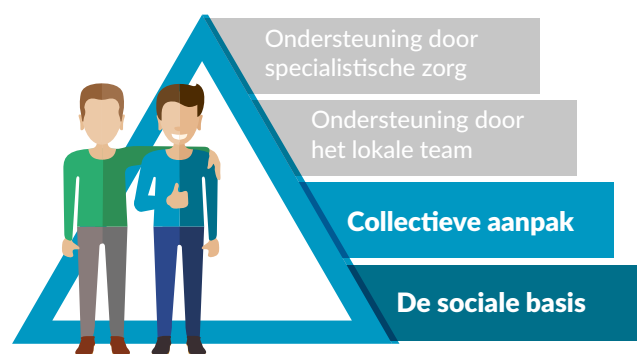 Ondersteuning door
specialistische zorg
Ondersteuning door
het lokale team
Collectieve aanpak
De sociale basis